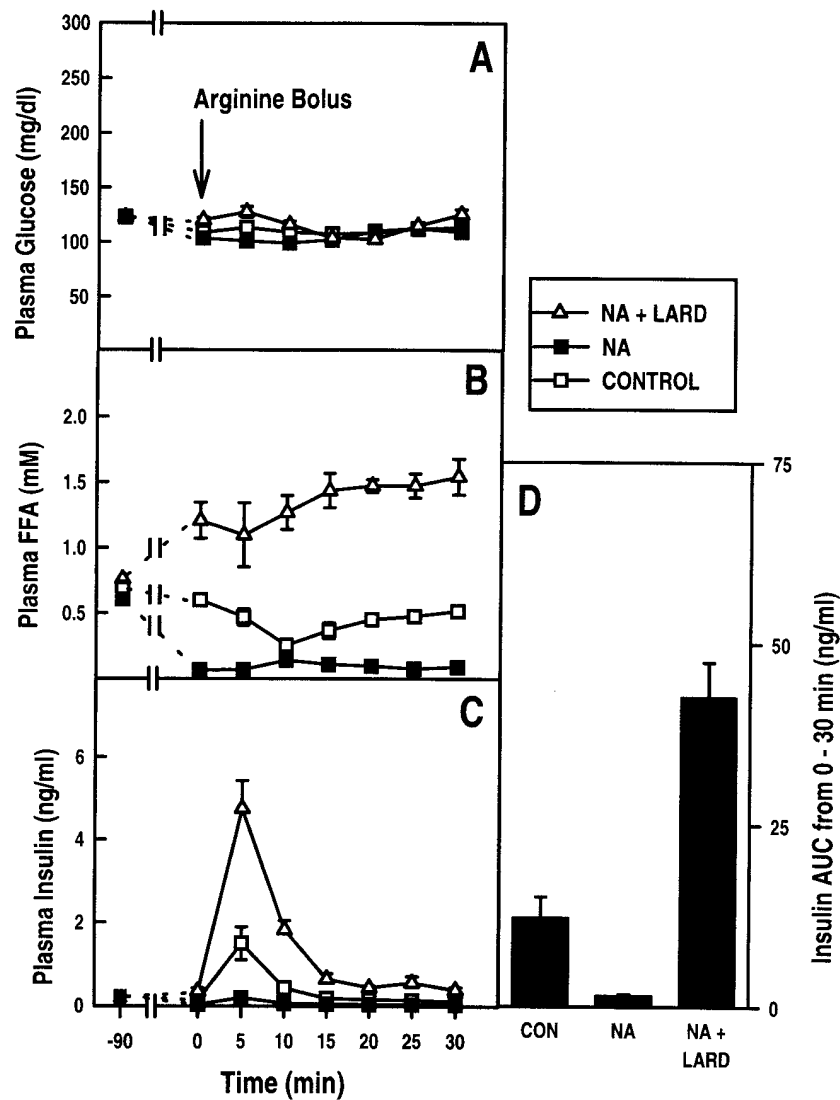 A
Plasma Glucose (mg/dl)
300
250
200
150
100
50
Arginine Bolus
NA + LARD
NA
CONTROL
B
Plasma FFA (mM)
2.0
1.5
1.0
0.5
C
Plasma Insulin (ng/ml)
6
4
2
0
-90
0
5
10
15
20
25
30
Time (min)
D
75
50
25
0
Insulin AUC from 0 - 30 min (ng/ml)
CON
NA
NA +
LARD